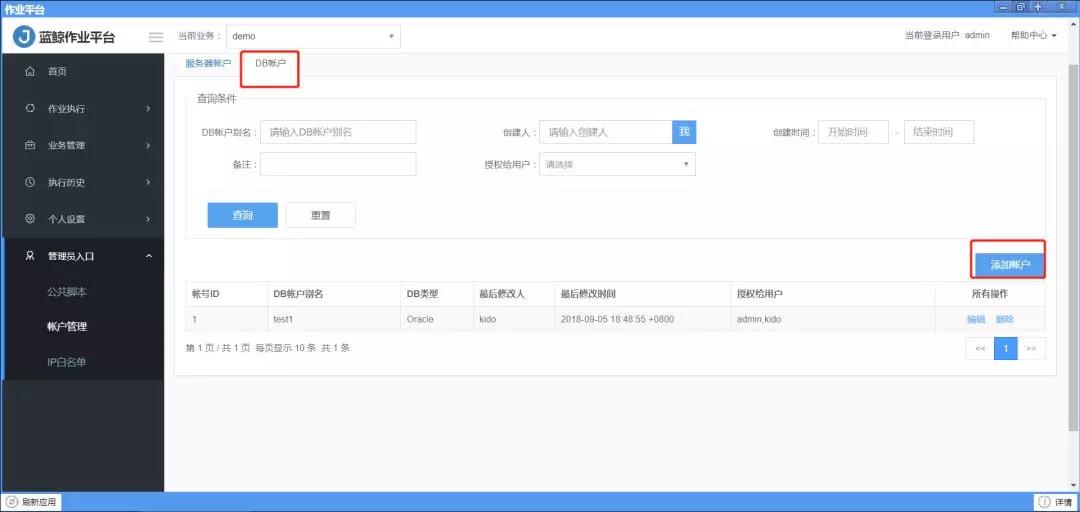 作业平台
蓝鲸作业平台 当前业务： demo 当前登录用户: admin 帮助中心
首页
作业执行
业务管理
执行历史
个人设置
管理员入口
公共脚本
帐户管理
IP白名单
服务器帐户 DB帐户
查询条件
DB帐户别名： 请输入DB帐户别名 创建人： 请输入创建人 我 创建时间： 开始时间 - 结束时间
备注： 授权给用户： 请选择
查询 重置
添加帐户
帐号ID DB帐户别名 DB类型 最后修改人 最后修改时间 授权给用户 所有操作
1 test1 Oracle kido 2018-09-05 18:48:55 +0800 admin,kido 编辑 删除
第 1 页 / 共 1 页 每页显示 10 条 共 1 条 << 1 >>
刷新应用 详情